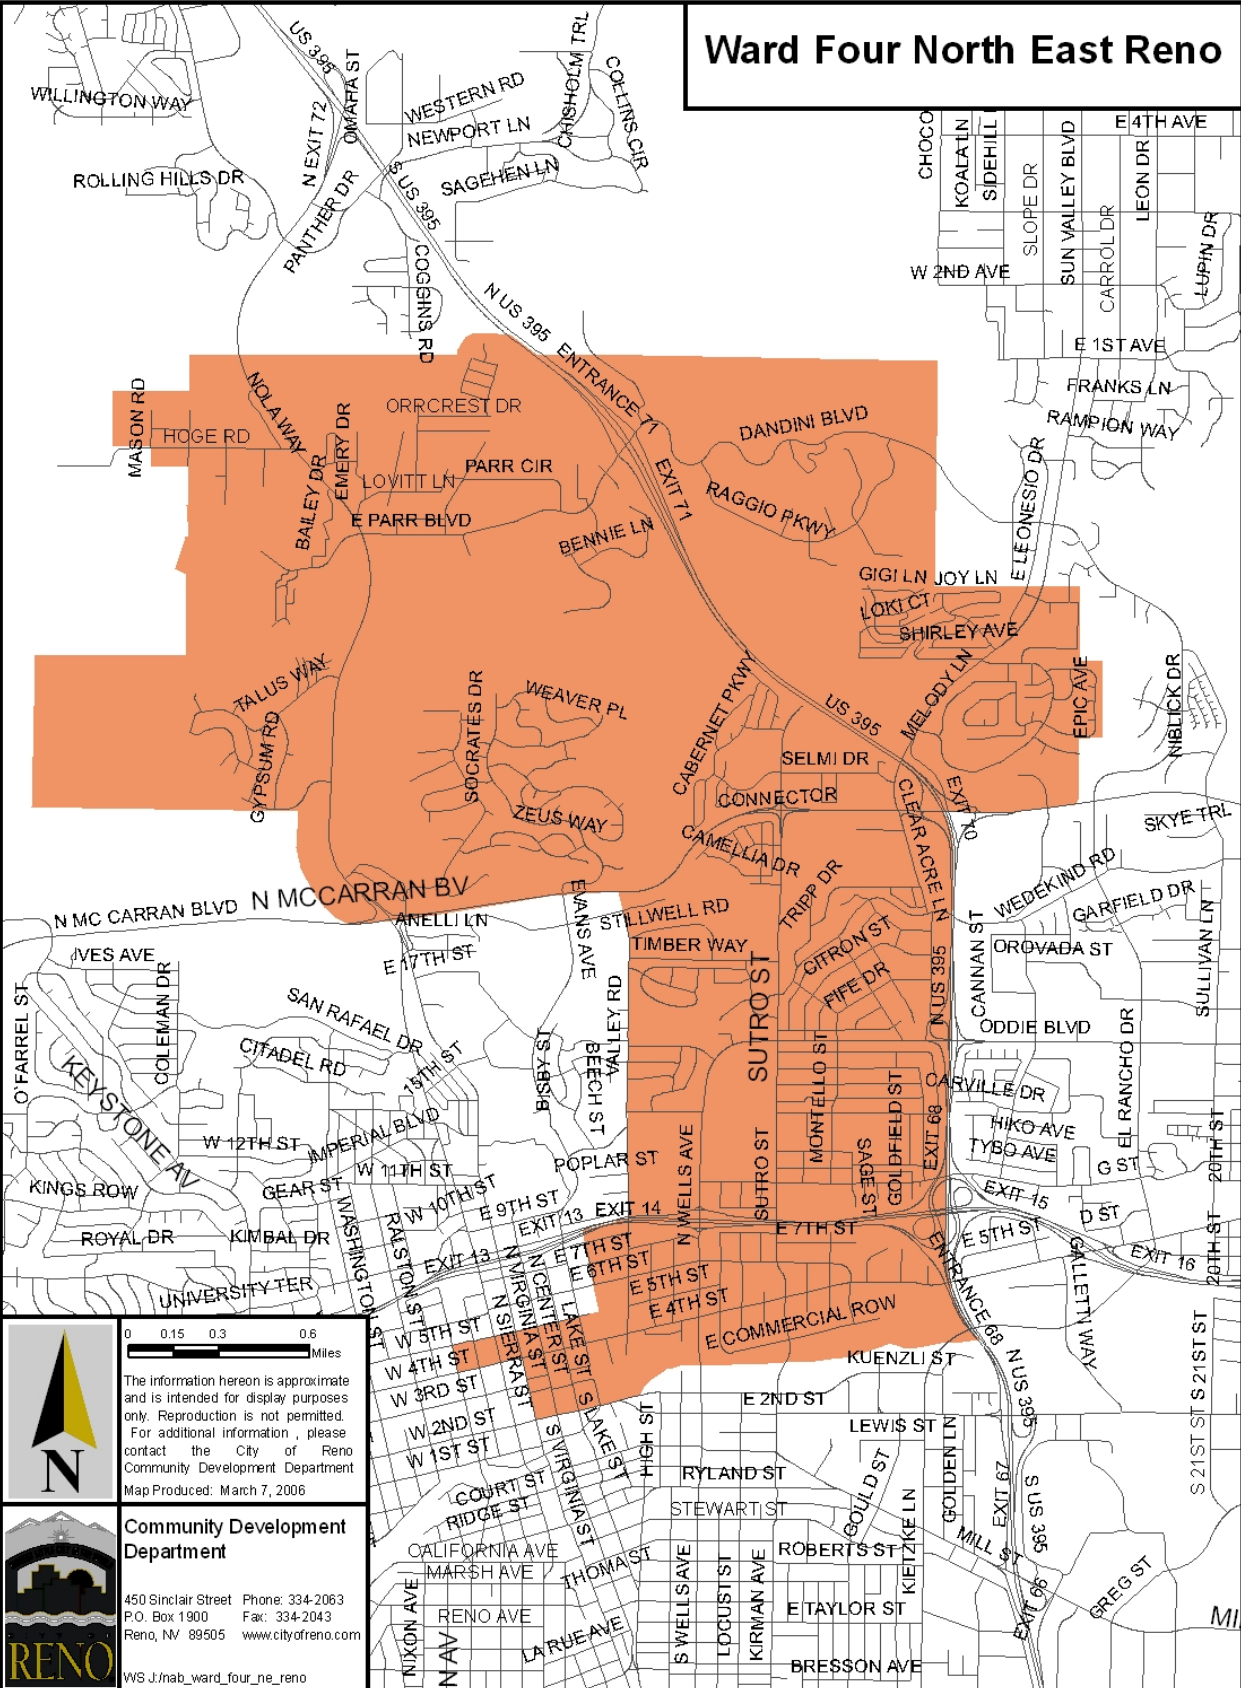 Ward Four North East Reno
US 395
OMAHA ST
N EXIT 72
WILLINGTON WAY
WESTERN RD
NEWPORT LN
CHISHOLM TRL
COLLINS CIR
SAGEHEN LN
ROLLING HILLS DR
PANTHER DR
S US 395
COGGINS RD
N US 395
ENTRANCE 71
CHOCO
KOALA LN
SIDEHILL
E 4TH AVE
SLOPE DR
SUN VALLEY BLVD
CARROL DR
LEON DR
LUPIN DR
W 2ND AVE
E 1ST AVE
FRANKS LN
RAMPION WAY
MASON RD
HOGE RD
NOLA WAY
BAILEY DR
EMERY DR
ORRCREST DR
LOVITT LN
PARR CIR
E PARR BLVD
BENNIE LN
EXIT 71
DANDINI BLVD
RAGGIO PKWY
E LEONESIO DR
GIGI LN
JOY LN
LOKI CT
SHIRLEY AVE
MELODY LN
EPIC AVE
NIBLICK DR
TALUS WAY
GYPSUM RD
SOCRATES DR
WEAVER PL
ZEUS WAY
CABERNET PKWY
US 395
SELMI DR
CONNECTOR
CAMELLIA DR
CLEAR ACRE LN
EXIT 70
SKYE TRL
WEDEKIND RD
GARFIELD DR
SULLIVAN LN
N MC CARRAN BLVD
N MCCARRAN BV
ANELLI LN
E 17TH ST
EVANS AVE
STILLWELL RD
TIMBER WAY
TRIPP DR
CITRON ST
FIFE DR
SUTRO ST
N US 395
CANNAN ST
OROVADA ST
ODDIE BLVD
EL RANCHO DR
IVES AVE
O'FARREL ST
COLEMAN DR
SAN RAFAEL DR
CITADEL RD
KEYSTONE AV
15TH ST
BISBY ST
BEECH ST
VALLEY RD
MONTELLO ST
GOLDFIELD ST
SAGE ST
EXIT 68
CARVILLE DR
HIKO AVE
TYBO AVE
G ST
20TH ST
W 12TH ST
IMPERIAL BLVD
W 11TH ST
POPLAR ST
N WELLS AVE
SUTRO ST
KINGS ROW
GEAR ST
W 10TH ST
E 9TH ST
EXIT 13
EXIT 14
E 7TH ST
EXIT 15
D ST
E 5TH ST
EXIT 16
20TH ST
ROYAL DR
KIMBAL DR
WASHINGTON ST
RALSTON ST
EXIT 13
N VIRGINIA ST
N CENTER ST
E 7TH ST
E 6TH ST
E 5TH ST
E 4TH ST
E COMMERCIAL ROW
ENTRANCE 68
GALLETTI WAY
UNIVERSITY TER
W 5TH ST
W 4TH ST
W 3RD ST
W 2ND ST
W 1ST ST
N SIERRA ST
LAKE ST
S LAKE ST
KUENZLI ST
E 2ND ST
N US 395
S 21ST ST
S 21ST ST
HIGH ST
LEWIS ST
S VIRGINIA ST
COURT ST
RIDGE ST
RYLAND ST
STEWART ST
GOULD ST
GOLDEN LN
EXIT 67
S US 395
CALIFORNIA AVE
MARSH AVE
THOMA ST
ROBERTS ST
KIETZKE LN
MILL ST
GREG ST
NIXON AVE
RENO AVE
N AV
LA RUE AVE
S WELLS AVE
LOCUST ST
KIRMAN AVE
E TAYLOR ST
BRESSON AVE
EXIT 66
MI
N
0 0.15 0.3 0.6
Miles
The information hereon is approximate
and is intended for display purposes
only. Reproduction is not permitted.
For additional information , please
contact the City of Reno
Community Development Department
Map Produced: March 7, 2006
RENO
Community Development
Department
450 Sinclair Street Phone: 334-2063
P.O. Box 1900 Fax: 334-2043
Reno, NV 89505 www.cityofreno.com
WS J:/nab_ward_four_ne_reno